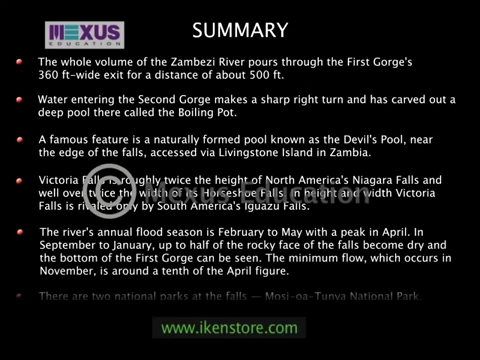 MEXUS
EDUCATION
SUMMARY
The whole volume of the Zambezi River pours through the First Gorge's
360 ft-wide exit for a distance of about 500 ft.
Water entering the Second Gorge makes a sharp right turn and has carved out a
deep pool there called the Boiling Pot.
A famous feature is a naturally formed pool known as the Devil's Pool, near
the edge of the falls, accessed via Livingstone Island in Zambia.
Victoria Falls is roughly twice the height of North America's Niagara Falls and
well over twice the width of its Horseshoe Falls. In height and width Victoria
Falls is rivaled only by South America's Iguazu Falls.
© Mexus Education
The river's annual flood season is February to May with a peak in April. In
September to January, up to half of the rocky face of the falls become dry and
the bottom of the First Gorge can be seen. The minimum flow, which occurs in
November, is around a tenth of the April figure.
There are two national parks at the falls — Mosi-oa-Tunya National Park,
www.ikenstore.com